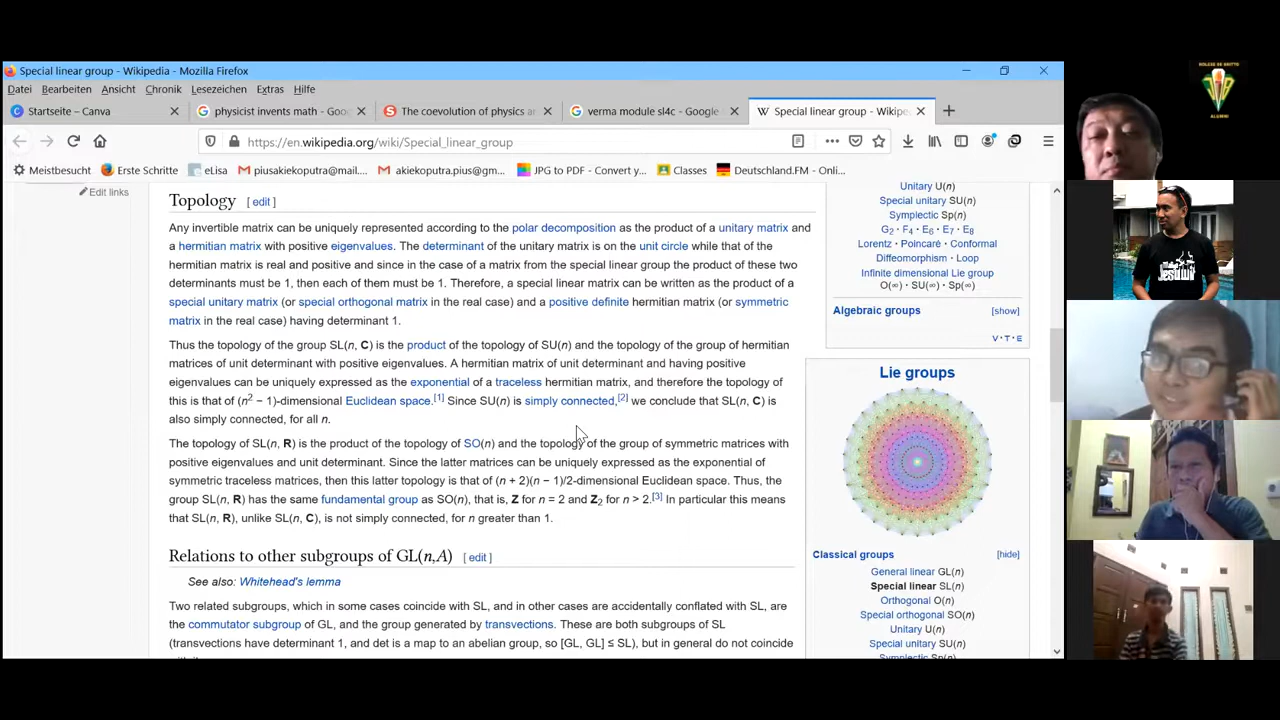 Special linear group - Wikipedia - Mozilla Firefox
Datei Bearbeiten Ansicht Chronik Lesezeichen Extras Hilfe
Startseite – Canva
physicist invents math - Goo
The coevolution of physics an
verma module sl4c - Google
Special linear group - Wikipe
https://en.wikipedia.org/wiki/Special_linear_group
Meistbesucht Erste Schritte eLisa piusakiekoputra@mail.... akiekoputra.pius@gm... JPG to PDF - Convert y... Classes Deutschland.FM - Onli...
Edit links
Topology [ edit ]
Any invertible matrix can be uniquely represented according to the polar decomposition as the product of a unitary matrix and
a hermitian matrix with positive eigenvalues. The determinant of the unitary matrix is on the unit circle while that of the
hermitian matrix is real and positive and since in the case of a matrix from the special linear group the product of these two
determinants must be 1, then each of them must be 1. Therefore, a special linear matrix can be written as the product of a
special unitary matrix (or special orthogonal matrix in the real case) and a positive definite hermitian matrix (or symmetric
matrix in the real case) having determinant 1.
Thus the topology of the group SL(n, C) is the product of the topology of SU(n) and the topology of the group of hermitian
matrices of unit determinant with positive eigenvalues. A hermitian matrix of unit determinant and having positive
eigenvalues can be uniquely expressed as the exponential of a traceless hermitian matrix, and therefore the topology of
this is that of (n² − 1)-dimensional Euclidean space.[1] Since SU(n) is simply connected,[2] we conclude that SL(n, C) is
also simply connected, for all n.
The topology of SL(n, R) is the product of the topology of SO(n) and the topology of the group of symmetric matrices with
positive eigenvalues and unit determinant. Since the latter matrices can be uniquely expressed as the exponential of
symmetric traceless matrices, then this latter topology is that of (n + 2)(n − 1)/2-dimensional Euclidean space. Thus, the
group SL(n, R) has the same fundamental group as SO(n), that is, Z for n = 2 and Z₂ for n > 2.[3] In particular this means
that SL(n, R), unlike SL(n, C), is not simply connected, for n greater than 1.
Relations to other subgroups of GL(n,A) [ edit ]
See also: Whitehead's lemma
Two related subgroups, which in some cases coincide with SL, and in other cases are accidentally conflated with SL, are
the commutator subgroup of GL, and the group generated by transvections. These are both subgroups of SL
(transvections have determinant 1, and det is a map to an abelian group, so [GL, GL] ≤ SL), but in general do not coincide
Unitary U(n)
Special unitary SU(n)
Symplectic Sp(n)
G₂ · F₄ · E₆ · E₇ · E₈
Lorentz · Poincaré · Conformal
Diffeomorphism · Loop
Infinite dimensional Lie group
O(∞) · SU(∞) · Sp(∞)
Algebraic groups [show]
V · T · E
Lie groups
Classical groups [hide]
General linear GL(n)
Special linear SL(n)
Orthogonal O(n)
Special orthogonal SO(n)
Unitary U(n)
Special unitary SU(n)
KOLESE DE BRITTO
ALUMNI
Jesuit